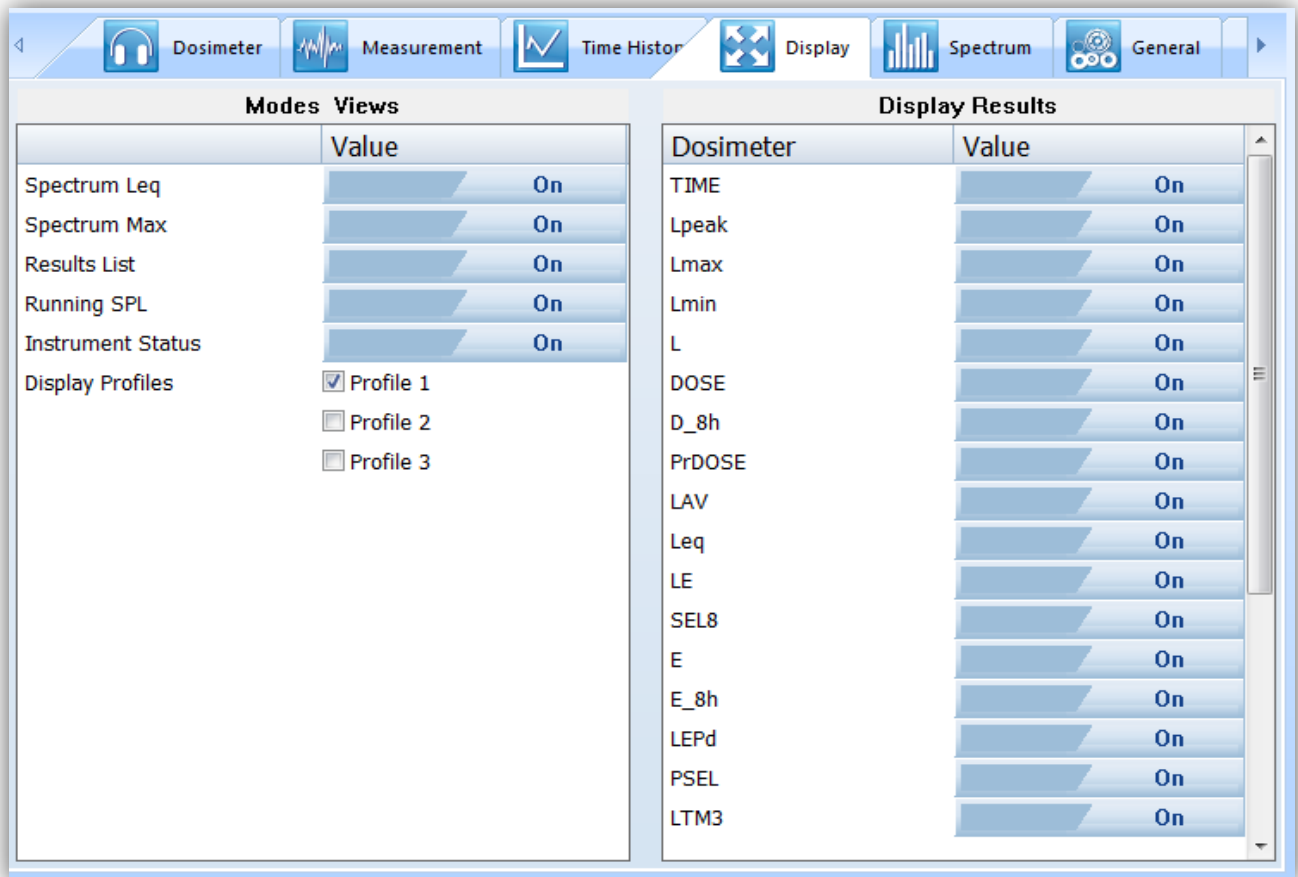 Dosimeter Measurement Time Histor Display Spectrum General
Modes Views
Value
Spectrum Leq On
Spectrum Max On
Results List On
Running SPL On
Instrument Status On
Display Profiles Profile 1
Profile 2
Profile 3
Display Results
Dosimeter Value
TIME On
Lpeak On
Lmax On
Lmin On
L On
DOSE On
D_8h On
PrDOSE On
LAV On
Leq On
LE On
SEL8 On
E On
E_8h On
LEPd On
PSEL On
LTM3 On